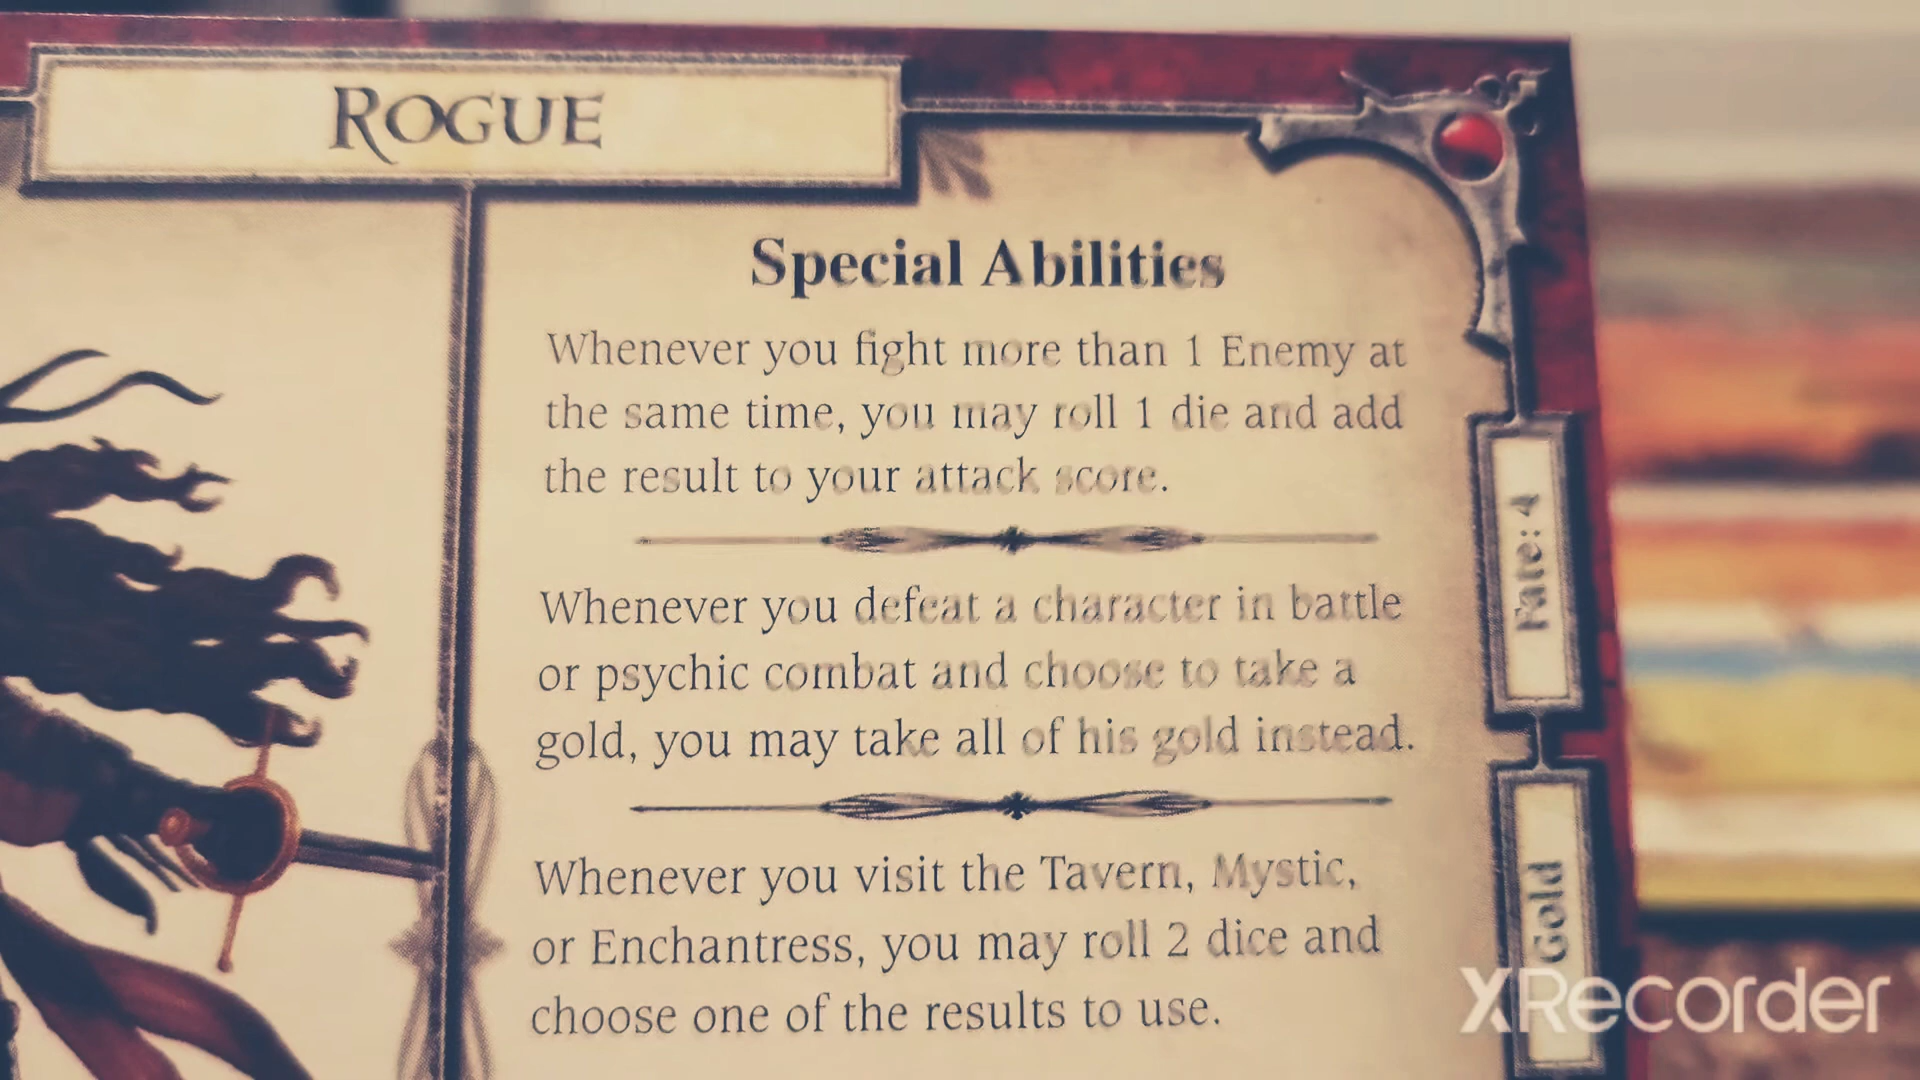 ROGUE
Special Abilities
Whenever you fight more than 1 Enemy at
the same time, you may roll 1 die and add
the result to your attack score.
Whenever you defeat a character in battle
or psychic combat and choose to take a
gold, you may take all of his gold instead.
Whenever you visit the Tavern, Mystic,
or Enchantress, you may roll 2 dice and
choose one of the results to use.
Fate: 4
Gold
XRecorder